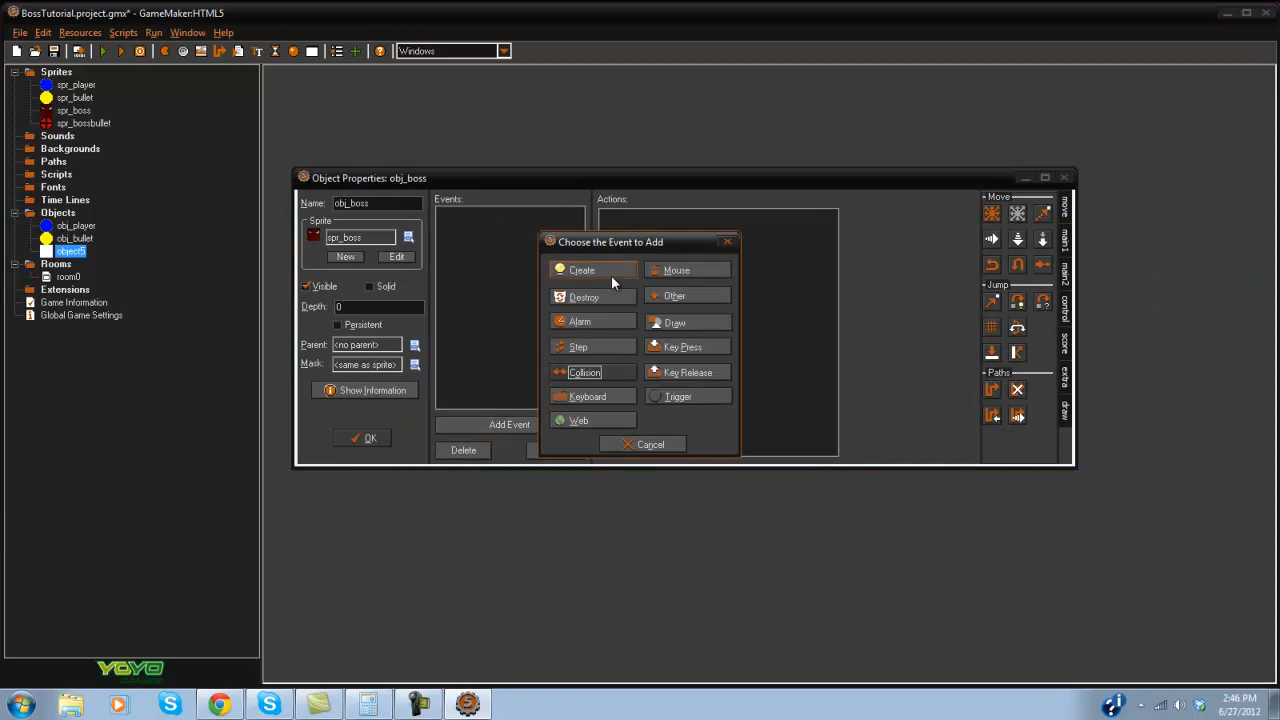 BossTutorial.project.gmx* - GameMaker:HTML5
File Edit Resources Scripts Run Window Help
Windows
Sprites
spr_player
spr_bullet
spr_boss
spr_bossbullet
Sounds
Backgrounds
Paths
Scripts
Fonts
Time Lines
Objects
obj_player
obj_bullet
object5
Rooms
room0
Extensions
Game Information
Global Game Settings
Object Properties: obj_boss
Name: obj_boss
Sprite
spr_boss
New Edit
Visible Solid
Depth: 0
Persistent
Parent: <no parent>
Mask: <same as sprite>
Show Information
OK
Events:
Add Event
Delete
Actions:
Choose the Event to Add
Create Mouse
Destroy Other
Alarm Draw
Step Key Press
Collision Key Release
Keyboard Trigger
Web
Cancel
Move
Jump
Paths
move
main1
main2
control
score
extra
draw
YOYO
GAMES
2:46 PM
6/27/2012